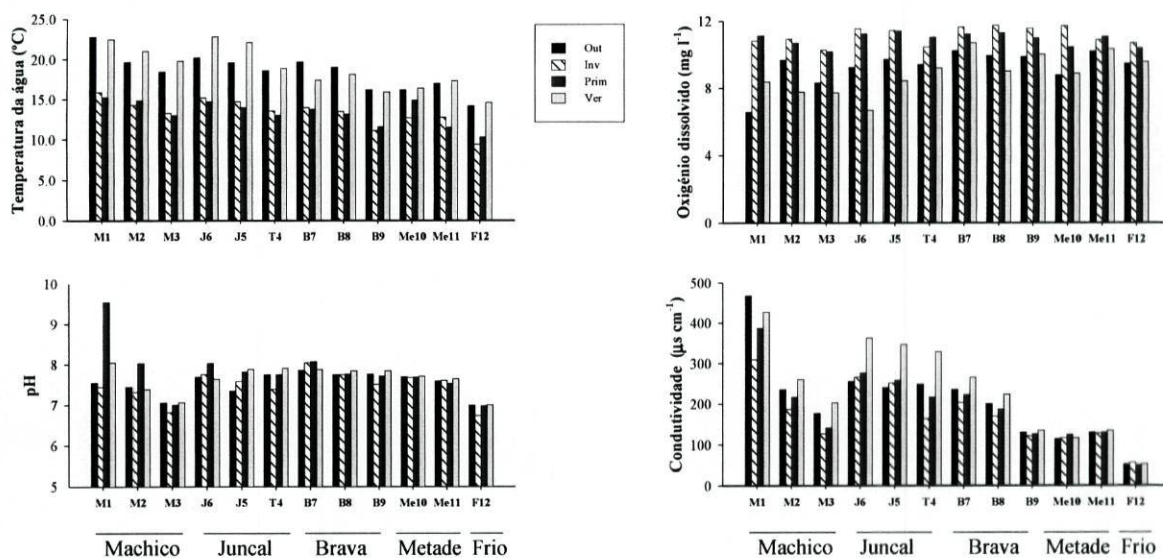 Temperatura da água (ºC)
25.0
20.0
15.0
10.0
5.0
0.0
M1 M2 M3 J6 J5 T4 B7 B8 B9 Me10 Me11 F12
Out
Inv
Prim
Ver
Oxigénio dissolvido (mg l⁻¹)
12
8
4
0
M1 M2 M3 J6 J5 T4 B7 B8 B9 Me10 Me11 F12
pH
10
9
8
7
6
5
M1 M2 M3 J6 J5 T4 B7 B8 B9 Me10 Me11 F12
Machico Juncal Brava Metade Frio
Condutividade (µs cm⁻¹)
500
400
300
200
100
0
M1 M2 M3 J6 J5 T4 B7 B8 B9 Me10 Me11 F12
Machico Juncal Brava Metade Frio